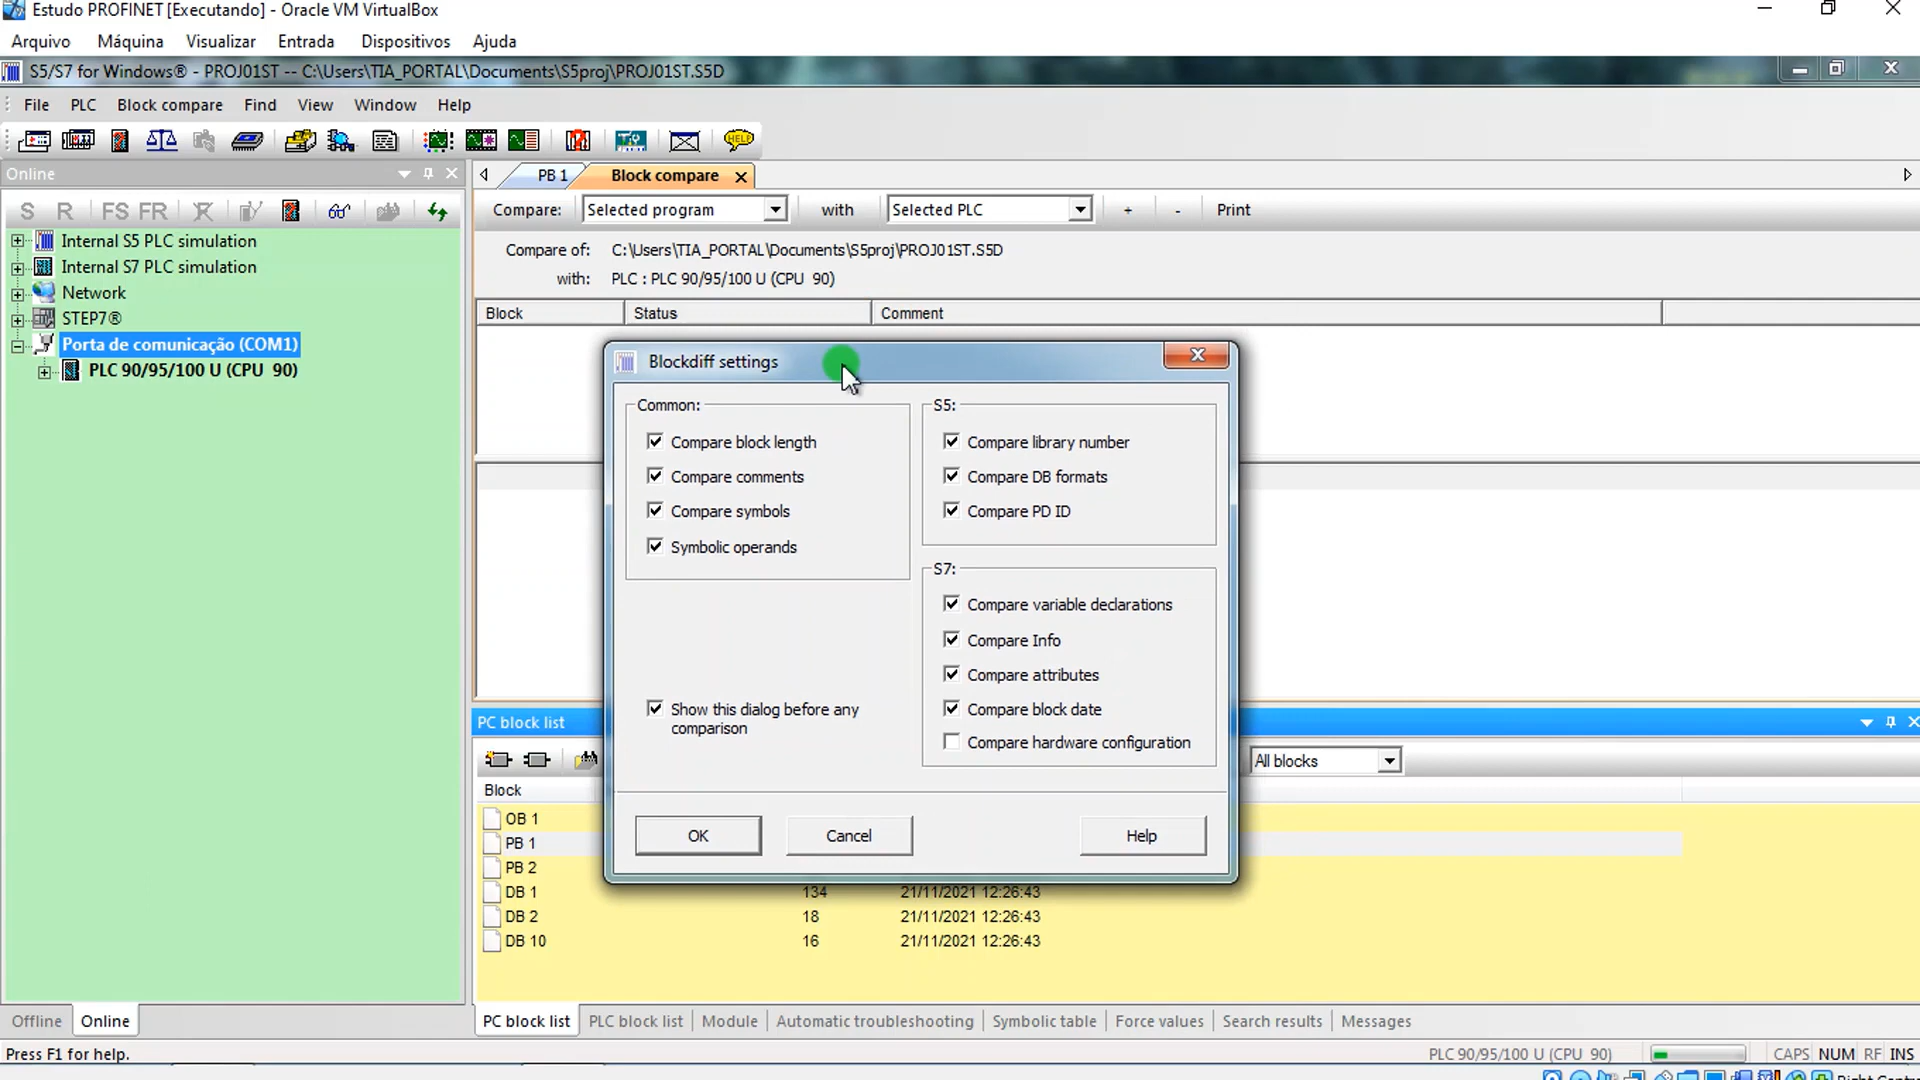 Estudo PROFINET [Executando] - Oracle VM VirtualBox
Arquivo Máquina Visualizar Entrada Dispositivos Ajuda
S5/S7 for Windows® - PROJ01ST -- C:\Users\TIA_PORTAL\Documents\S5proj\PROJ01ST.S5D
File PLC Block compare Find View Window Help
HELP
Online
PB 1 Block compare
S R FS FR
Compare: Selected program with Selected PLC + - Print
Internal S5 PLC simulation
Internal S7 PLC simulation
Network
STEP7®
Porta de comunicação (COM1)
PLC 90/95/100 U (CPU 90)
Compare of: C:\Users\TIA_PORTAL\Documents\S5proj\PROJ01ST.S5D
with: PLC : PLC 90/95/100 U (CPU 90)
Block Status Comment
Blockdiff settings
Common:
Compare block length
Compare comments
Compare symbols
Symbolic operands
Show this dialog before any
comparison
S5:
Compare library number
Compare DB formats
Compare PD ID
S7:
Compare variable declarations
Compare Info
Compare attributes
Compare block date
Compare hardware configuration
OK Cancel Help
PC block list
All blocks
Block
OB 1
PB 1
PB 2
DB 1 134 21/11/2021 12:26:43
DB 2 18 21/11/2021 12:26:43
DB 10 16 21/11/2021 12:26:43
Offline Online
PC block list PLC block list Module Automatic troubleshooting Symbolic table Force values Search results Messages
Press F1 for help.
PLC 90/95/100 U (CPU 90) CAPS NUM RF INS